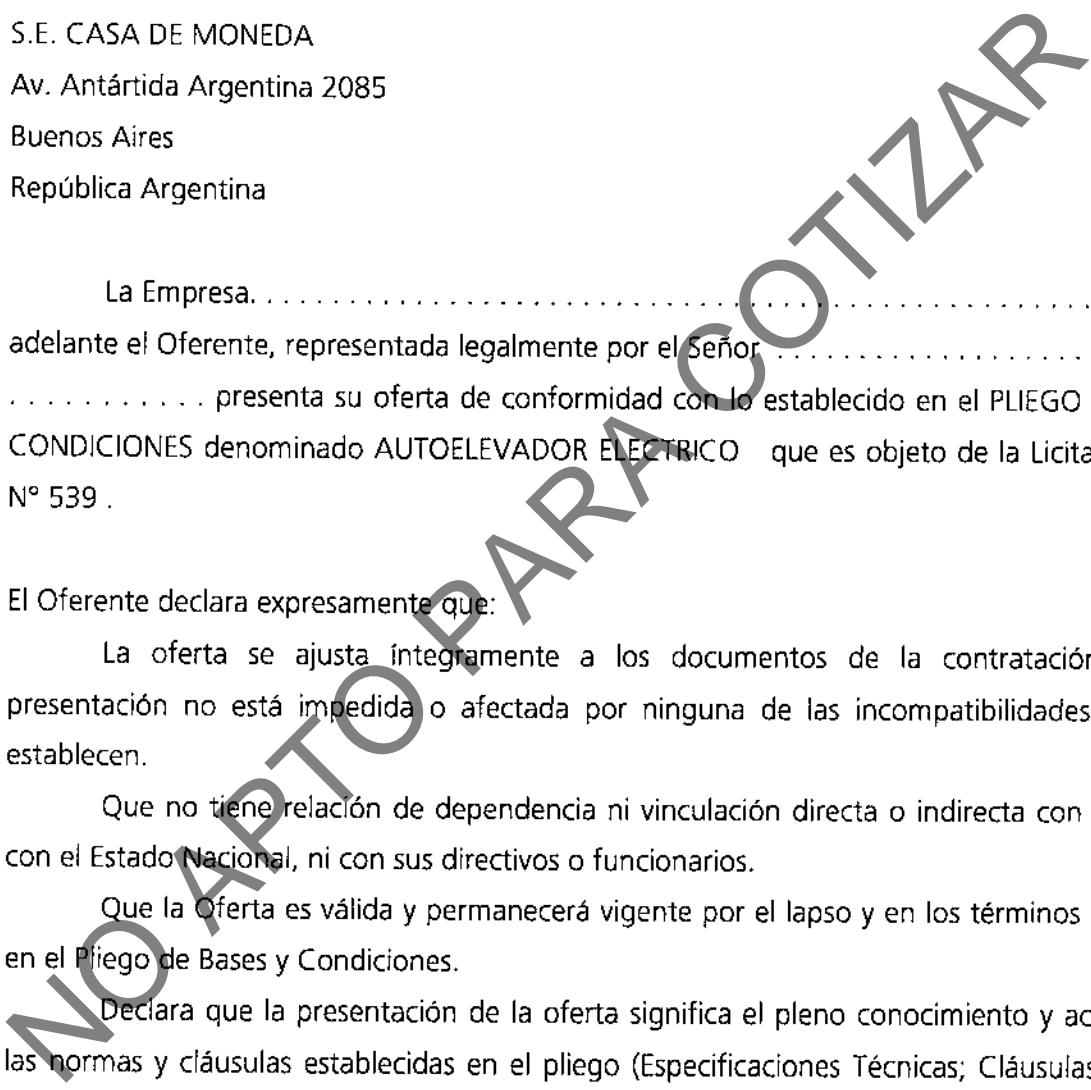 S.E. CASA DE MONEDA
Av. Antártida Argentina 2085
Buenos Aires
República Argentina
La Empresa. . . . . . . . . . . . . . . . . . . . . . . . . . . . . . . . . . . . . . . . . . . . . . . . . . . . . . .
adelante el Oferente, representada legalmente por el Señor . . . . . . . . . . . . . . . . . . .
. . . . . . . . . . . presenta su oferta de conformidad con lo establecido en el PLIEGO
CONDICIONES denominado AUTOELEVADOR ELECTRICO que es objeto de la Licita
N° 539 .
El Oferente declara expresamente que:
La oferta se ajusta íntegramente a los documentos de la contratación
presentación no está impedida o afectada por ninguna de las incompatibilidades
establecen.
Que no tiene relación de dependencia ni vinculación directa o indirecta con
con el Estado Nacional, ni con sus directivos o funcionarios.
Que la Oferta es válida y permanecerá vigente por el lapso y en los términos
en el Pliego de Bases y Condiciones.
Declara que la presentación de la oferta significa el pleno conocimiento y ac
las normas y cláusulas establecidas en el pliego (Especificaciones Técnicas; Cláusulas
NO APTO PARA COTIZAR